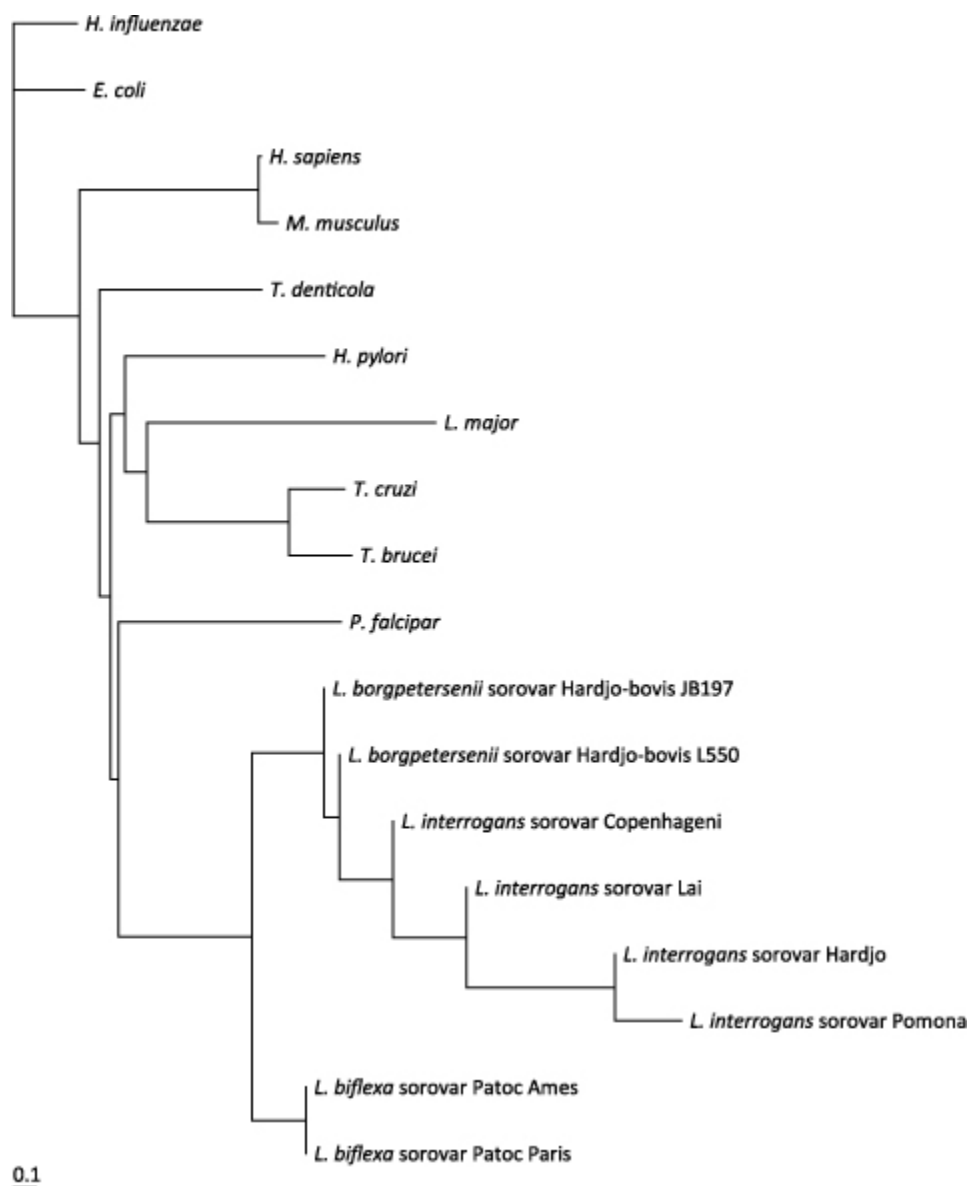 H. influenzae
E. coli
H. sapiens
M. musculus
T. denticola
H. pylori
L. major
T. cruzi
T. brucei
P. falcipar
L. borgpetersenii sorovar Hardjo-bovis JB197
L. borgpetersenii sorovar Hardjo-bovis L550
L. interrogans sorovar Copenhageni
L. interrogans sorovar Lai
L. interrogans sorovar Hardjo
L. interrogans sorovar Pomona
L. biflexa sorovar Patoc Ames
L. biflexa sorovar Patoc Paris
0.1